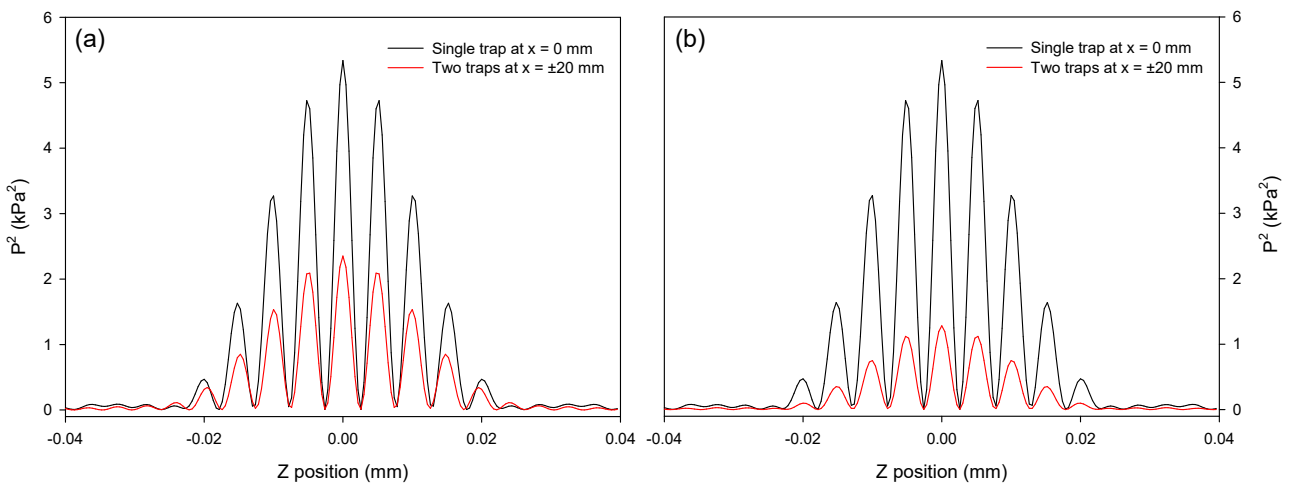 (a)
Single trap at x = 0 mm
Two traps at x = ±20 mm
P² (kPa²)
6
5
4
3
2
1
0
-0.04 -0.02 0.00 0.02 0.04
Z position (mm)
(b)
Single trap at x = 0 mm
Two traps at x = ±20 mm
6
5
4
3
2
1
0
P² (kPa²)
-0.04 -0.02 0.00 0.02 0.04
Z position (mm)